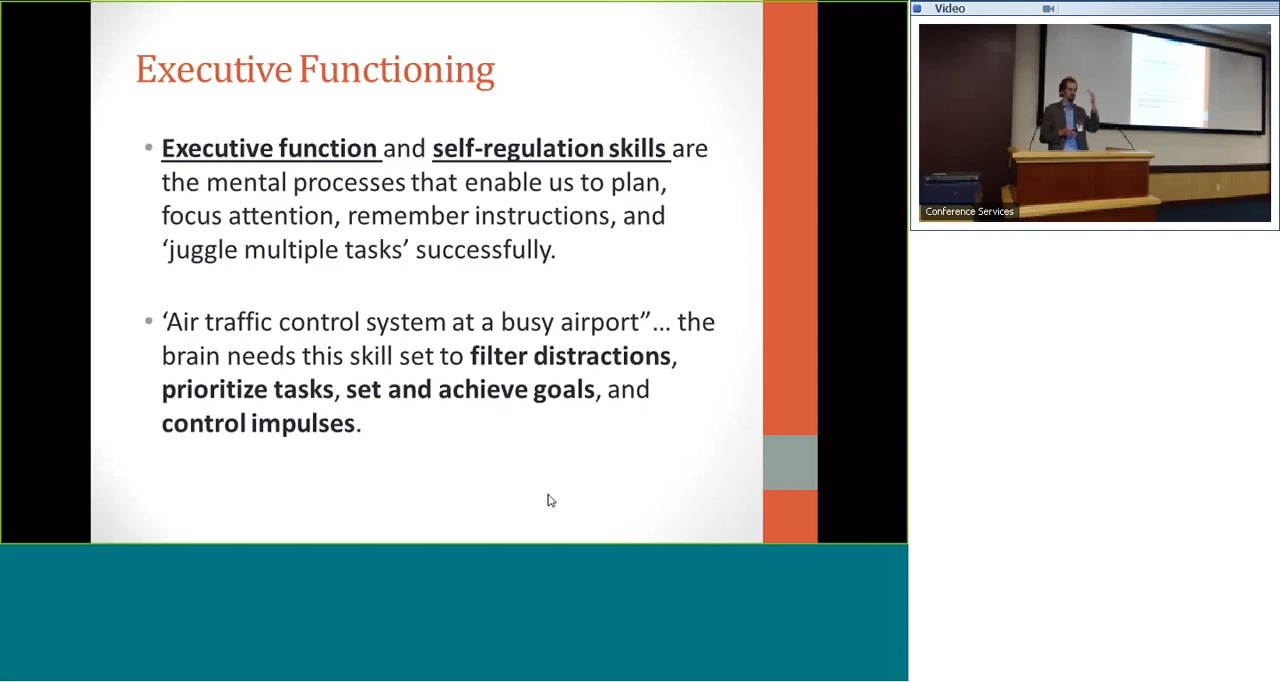 Executive Functioning
• Executive function and self-regulation skills are
the mental processes that enable us to plan,
focus attention, remember instructions, and
‘juggle multiple tasks’ successfully.
• ‘Air traffic control system at a busy airport”… the
brain needs this skill set to filter distractions,
prioritize tasks, set and achieve goals, and
control impulses.
Video
Conference Services